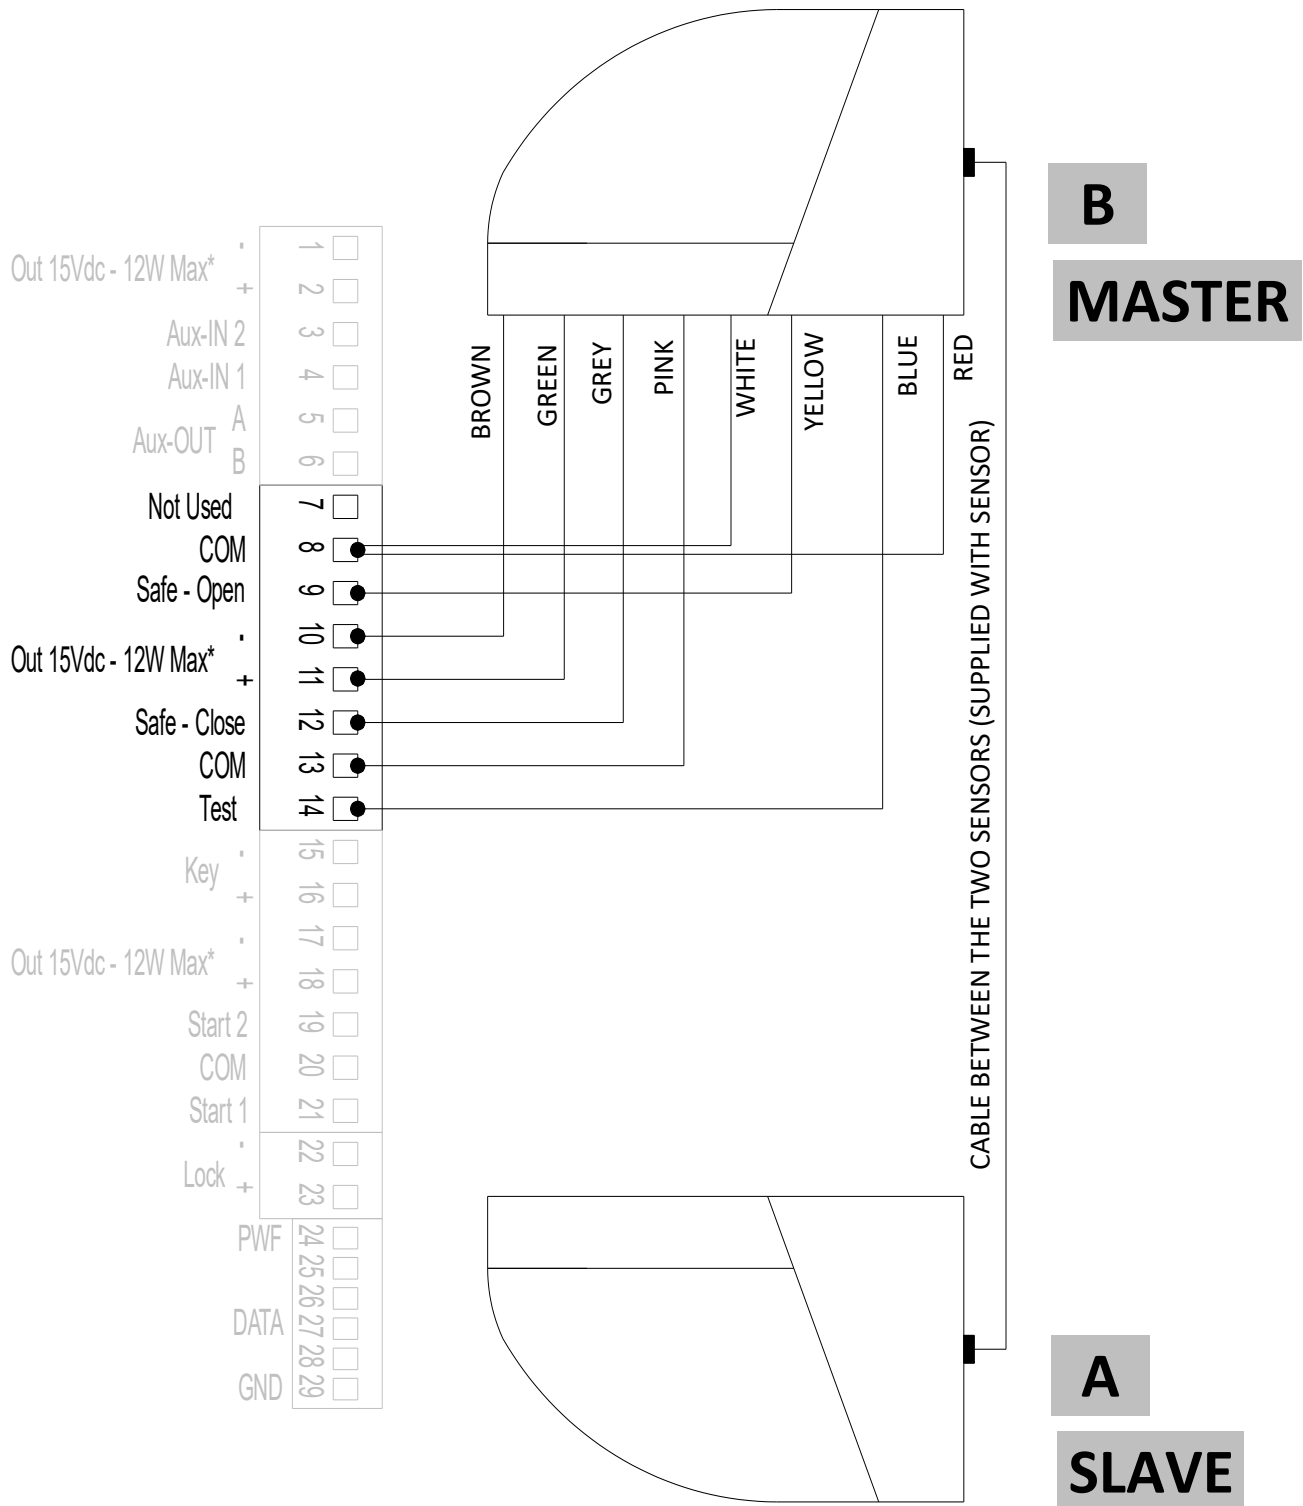 B
MASTER
BROWN
GREEN
GREY
PINK
WHITE
YELLOW
BLUE
RED
CABLE BETWEEN THE TWO SENSORS (SUPPLIED WITH SENSOR)
Out 15Vdc - 12W Max*
- 1
+ 2
Aux-IN 2 3
Aux-IN 1 4
Aux-OUT
A 5
B 6
Not Used 7
COM 8
Safe - Open 9
- 10
Out 15Vdc - 12W Max*
+ 11
Safe - Close 12
COM 13
Test 14
Key
- 15
+ 16
Out 15Vdc - 12W Max*
- 17
+ 18
Start 2 19
COM 20
Start 1 21
Lock
- 22
+ 23
PWF 24
25
26
DATA 27
28
GND 29
A
SLAVE